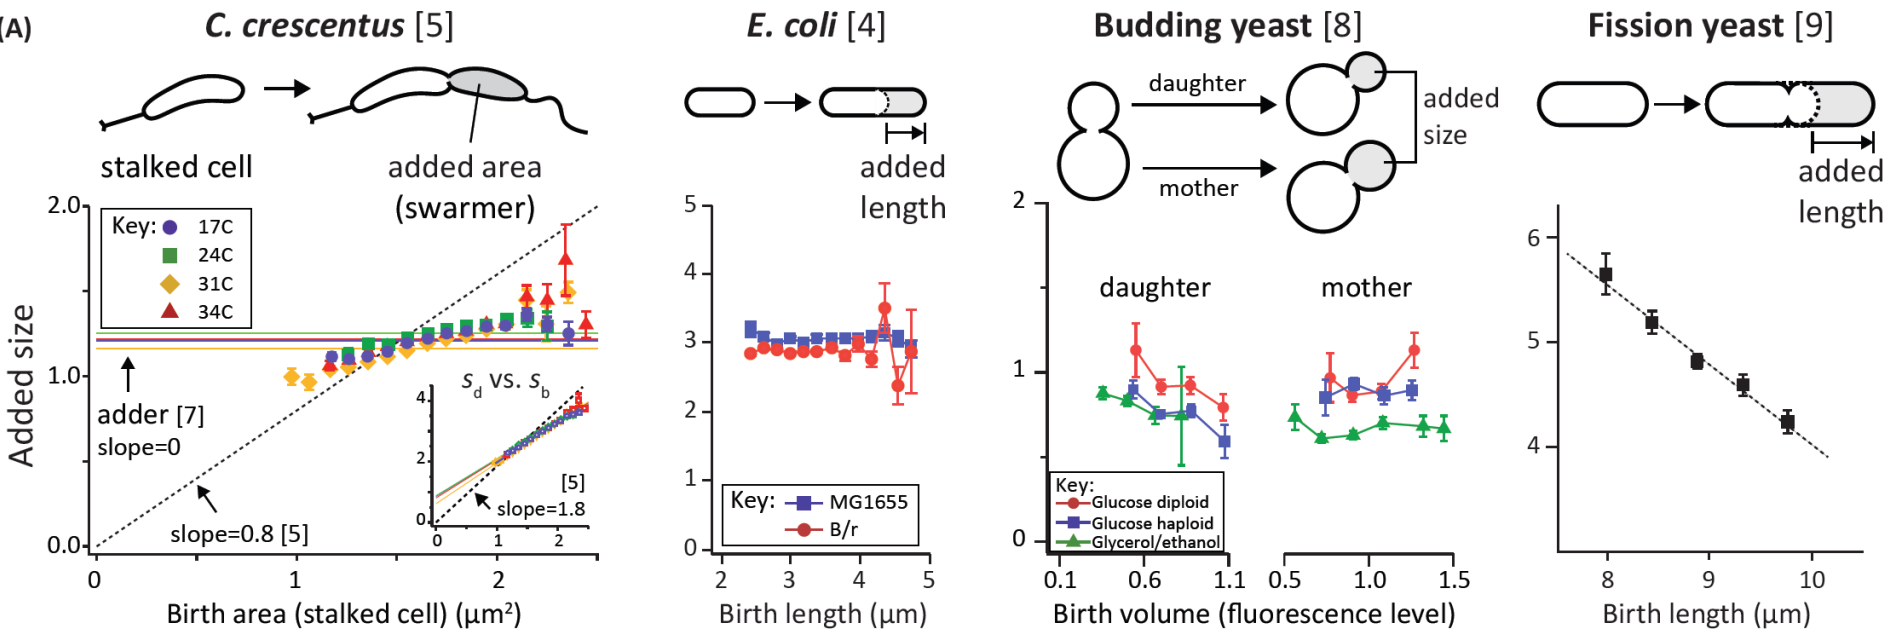 (A)
C. crescentus [5]
stalked cell
added area
(swarmer)
Added size
2.0
1.0
0.0
Key:
17C
24C
31C
34C
adder [7]
slope=0
slope=0.8 [5]
sd vs. sb
4
2
0
0
1
2
[5]
slope=1.8
0
1
2
Birth area (stalked cell) (µm²)
E. coli [4]
added
length
5
4
3
2
1
0
Key:
MG1655
B/r
2
3
4
5
Birth length (µm)
Budding yeast [8]
daughter
mother
added
size
2
1
0
daughter
mother
Key:
Glucose diploid
Glucose haploid
Glycerol/ethanol
0.1
0.6
1.1
0.5
1.0
1.5
Birth volume (fluorescence level)
Fission yeast [9]
added
length
6
5
4
8
9
10
Birth length (µm)